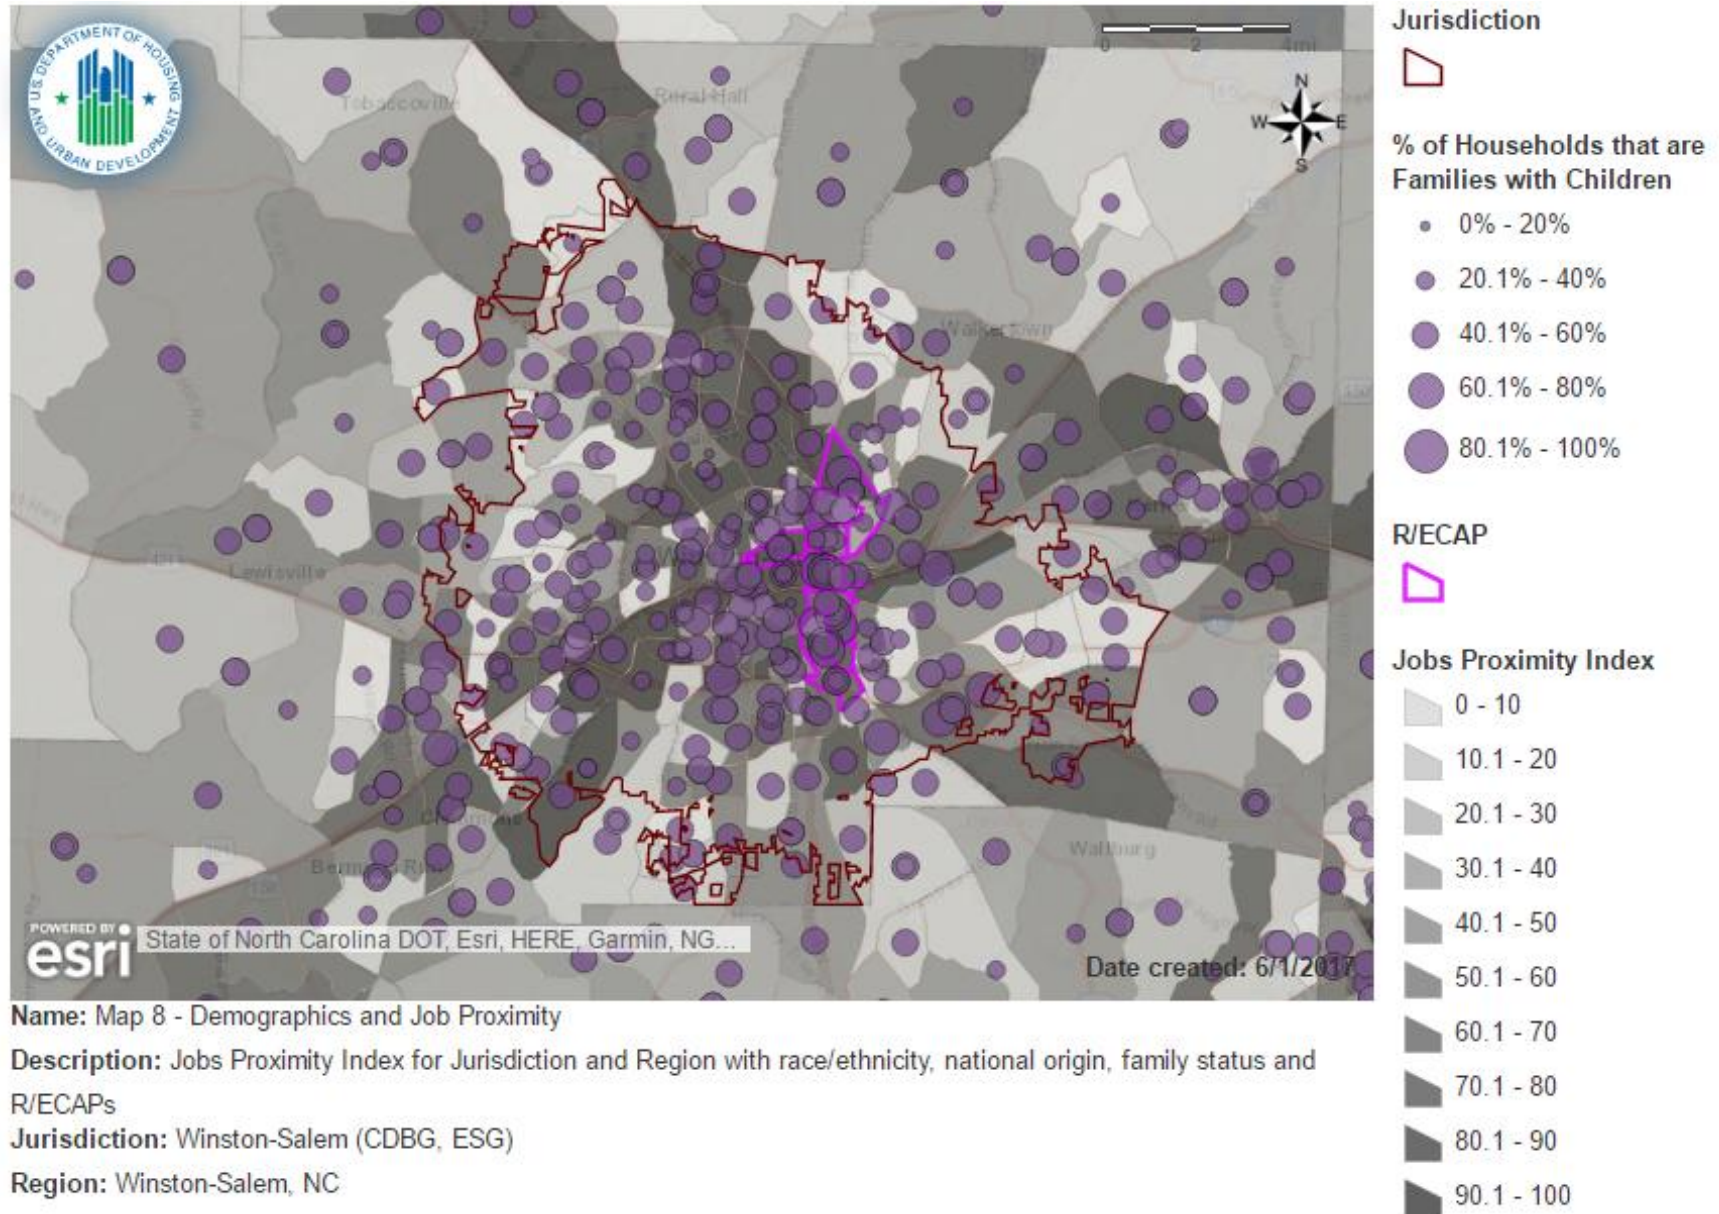 U.S. DEPARTMENT OF HOUSING
AND URBAN DEVELOPMENT
0 2 4mi
N
W E
S
Tobaccoville
Rural Hall
Walkertown
Lewisville
Wallburg
POWERED BY
esri
State of North Carolina DOT, Esri, HERE, Garmin, NG...
Date created: 6/1/2017
Name: Map 8 - Demographics and Job Proximity
Description: Jobs Proximity Index for Jurisdiction and Region with race/ethnicity, national origin, family status and
R/ECAPs
Jurisdiction: Winston-Salem (CDBG, ESG)
Region: Winston-Salem, NC
Jurisdiction
% of Households that are
Families with Children
0% - 20%
20.1% - 40%
40.1% - 60%
60.1% - 80%
80.1% - 100%
R/ECAP
Jobs Proximity Index
0 - 10
10.1 - 20
20.1 - 30
30.1 - 40
40.1 - 50
50.1 - 60
60.1 - 70
70.1 - 80
80.1 - 90
90.1 - 100